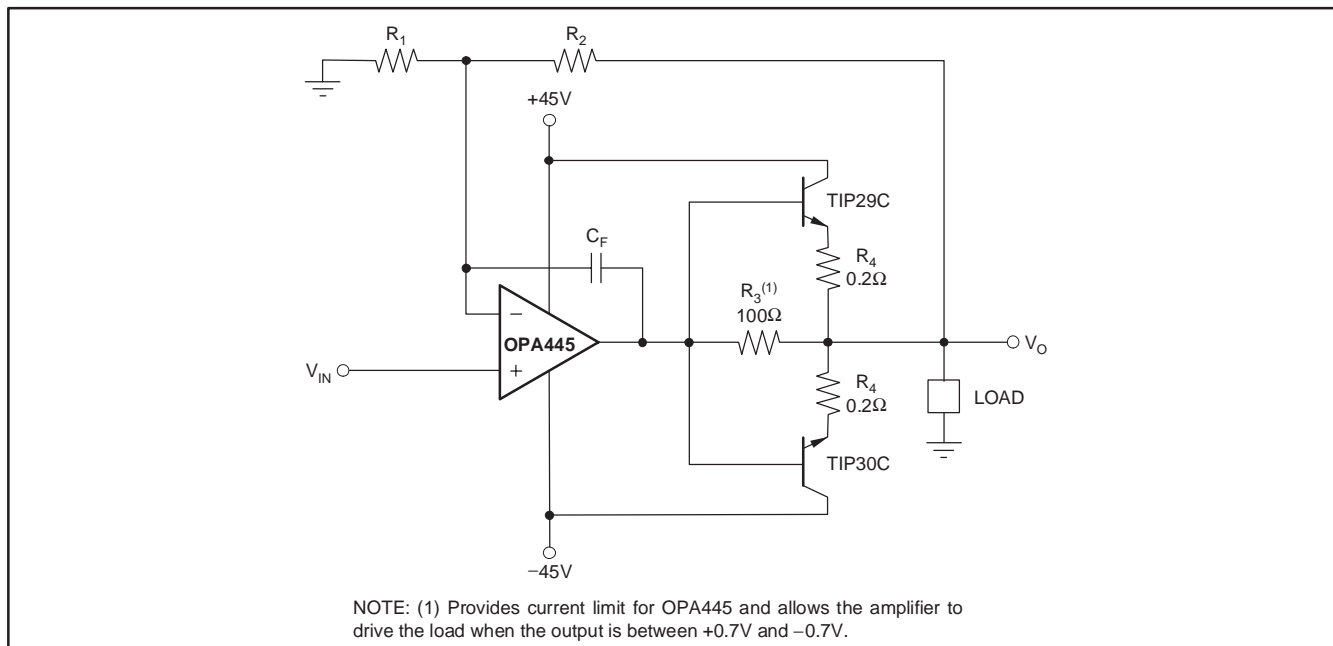 R1
R2
+45V
TIP29C
CF
R4
0.2Ω
R3(1)
100Ω
−
OPA445
VO
VIN
+
R4
0.2Ω
LOAD
TIP30C
−45V
NOTE: (1) Provides current limit for OPA445 and allows the amplifier to
drive the load when the output is between +0.7V and −0.7V.